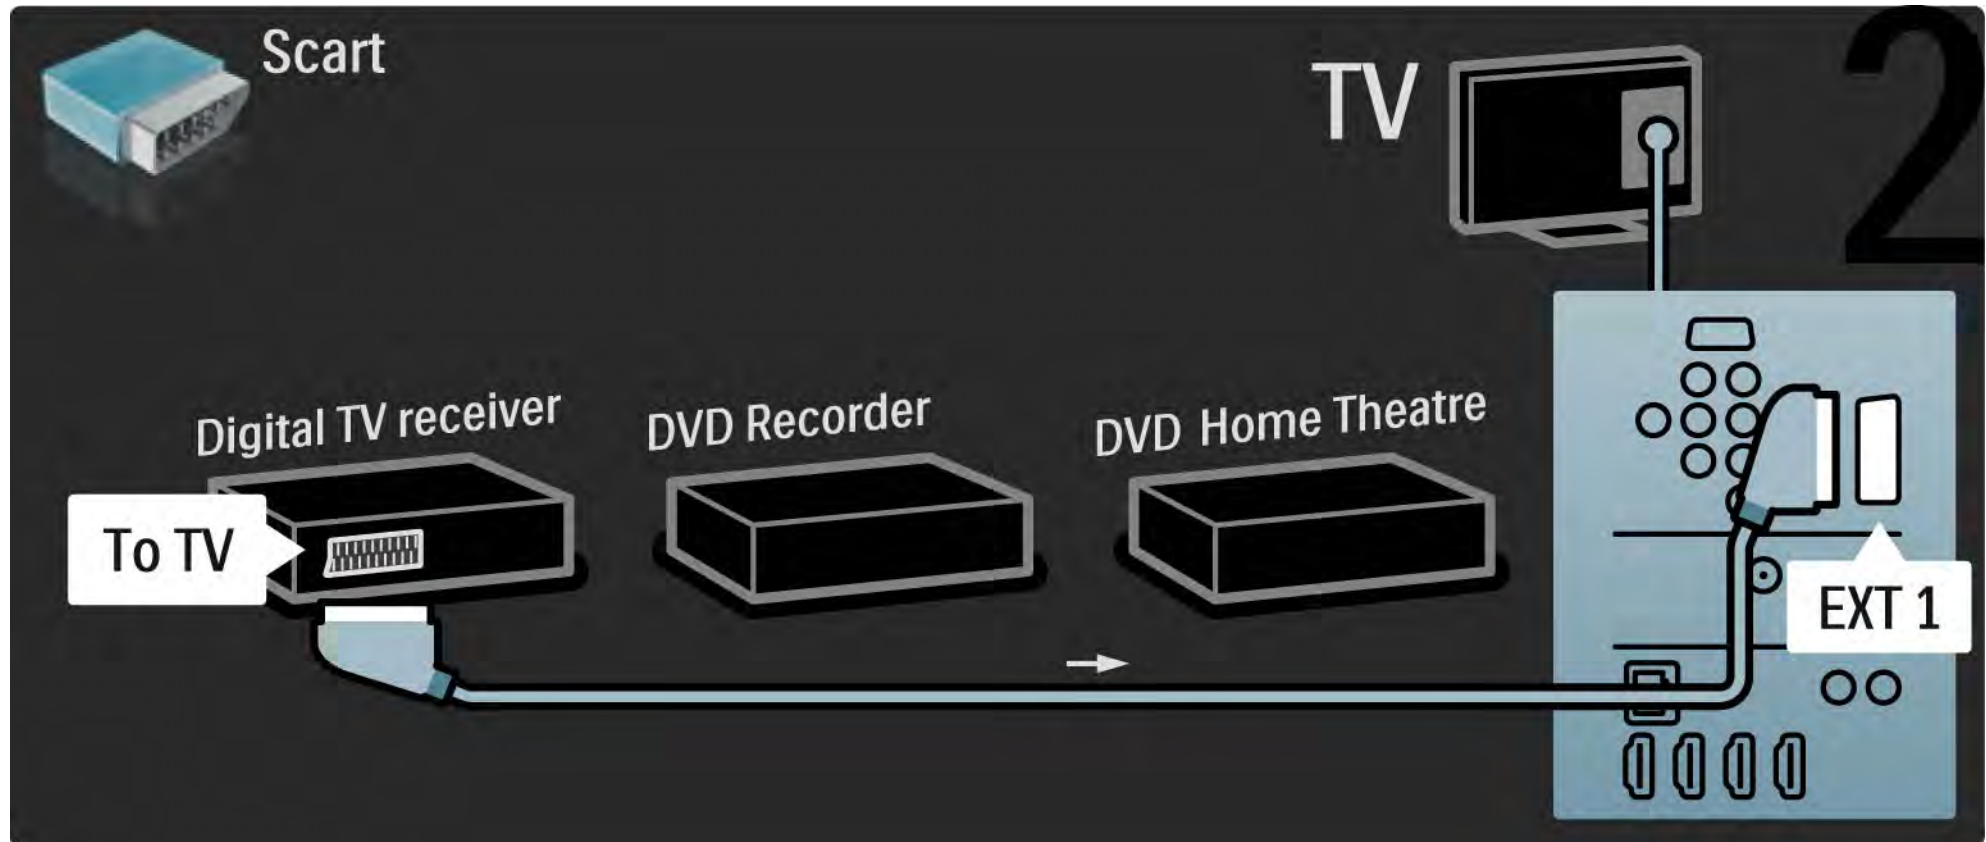 Scart
TV
2
Digital TV receiver
DVD Recorder
DVD Home Theatre
To TV
EXT 1